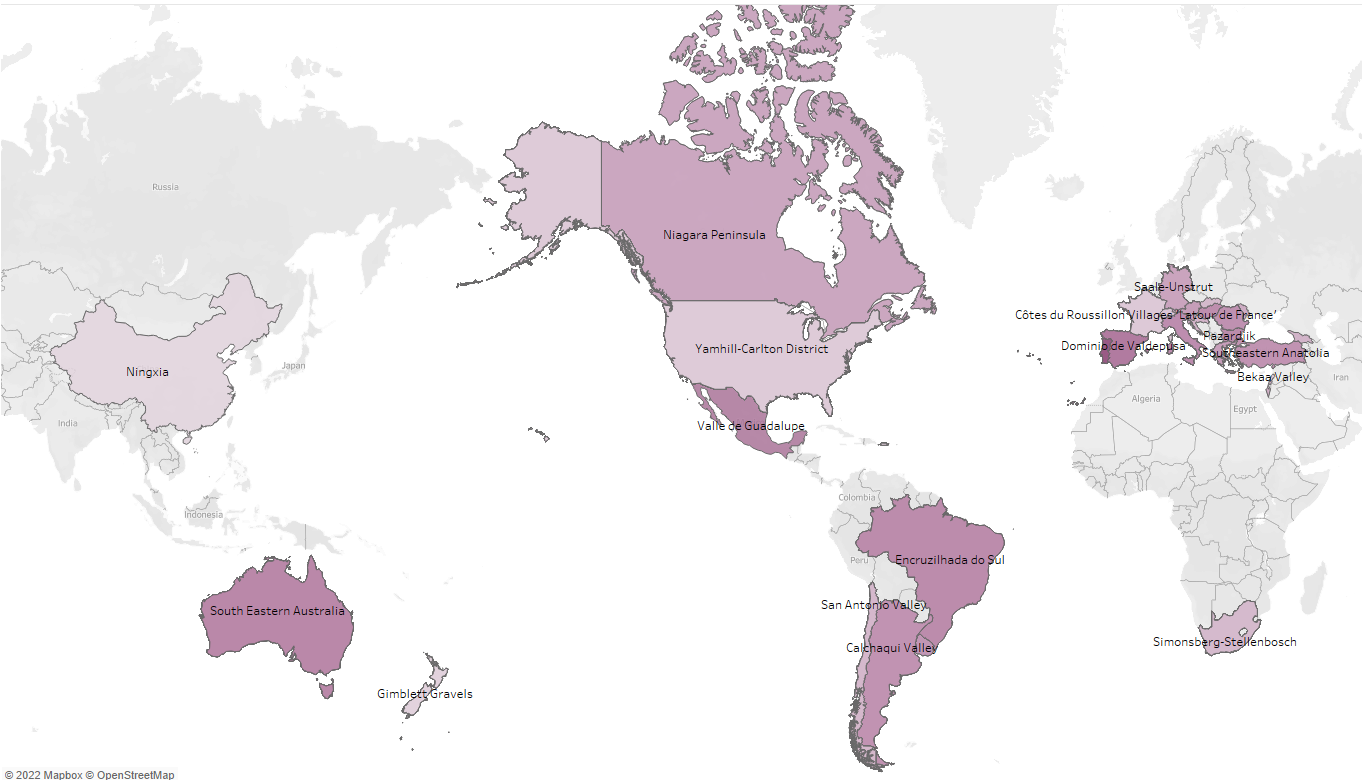 Russia
Niagara Peninsula
Saale-Unstrut
Côtes du Roussillon Villages 'Latour de France'
Pazardjik
Dominio de Valdepusa
Yamhill-Carlton District
Southeastern Anatolia
Japan
Ningxia
Bekaa Valley
Iran
Algeria
Egypt
India
Valle de Guadalupe
Colombia
Indonesia
Peru
Encruzilhada do Sul
San Antonio Valley
South Eastern Australia
Simonsberg-Stellenbosch
Calchaqui Valley
Gimblett Gravels
© 2022 Mapbox © OpenStreetMap